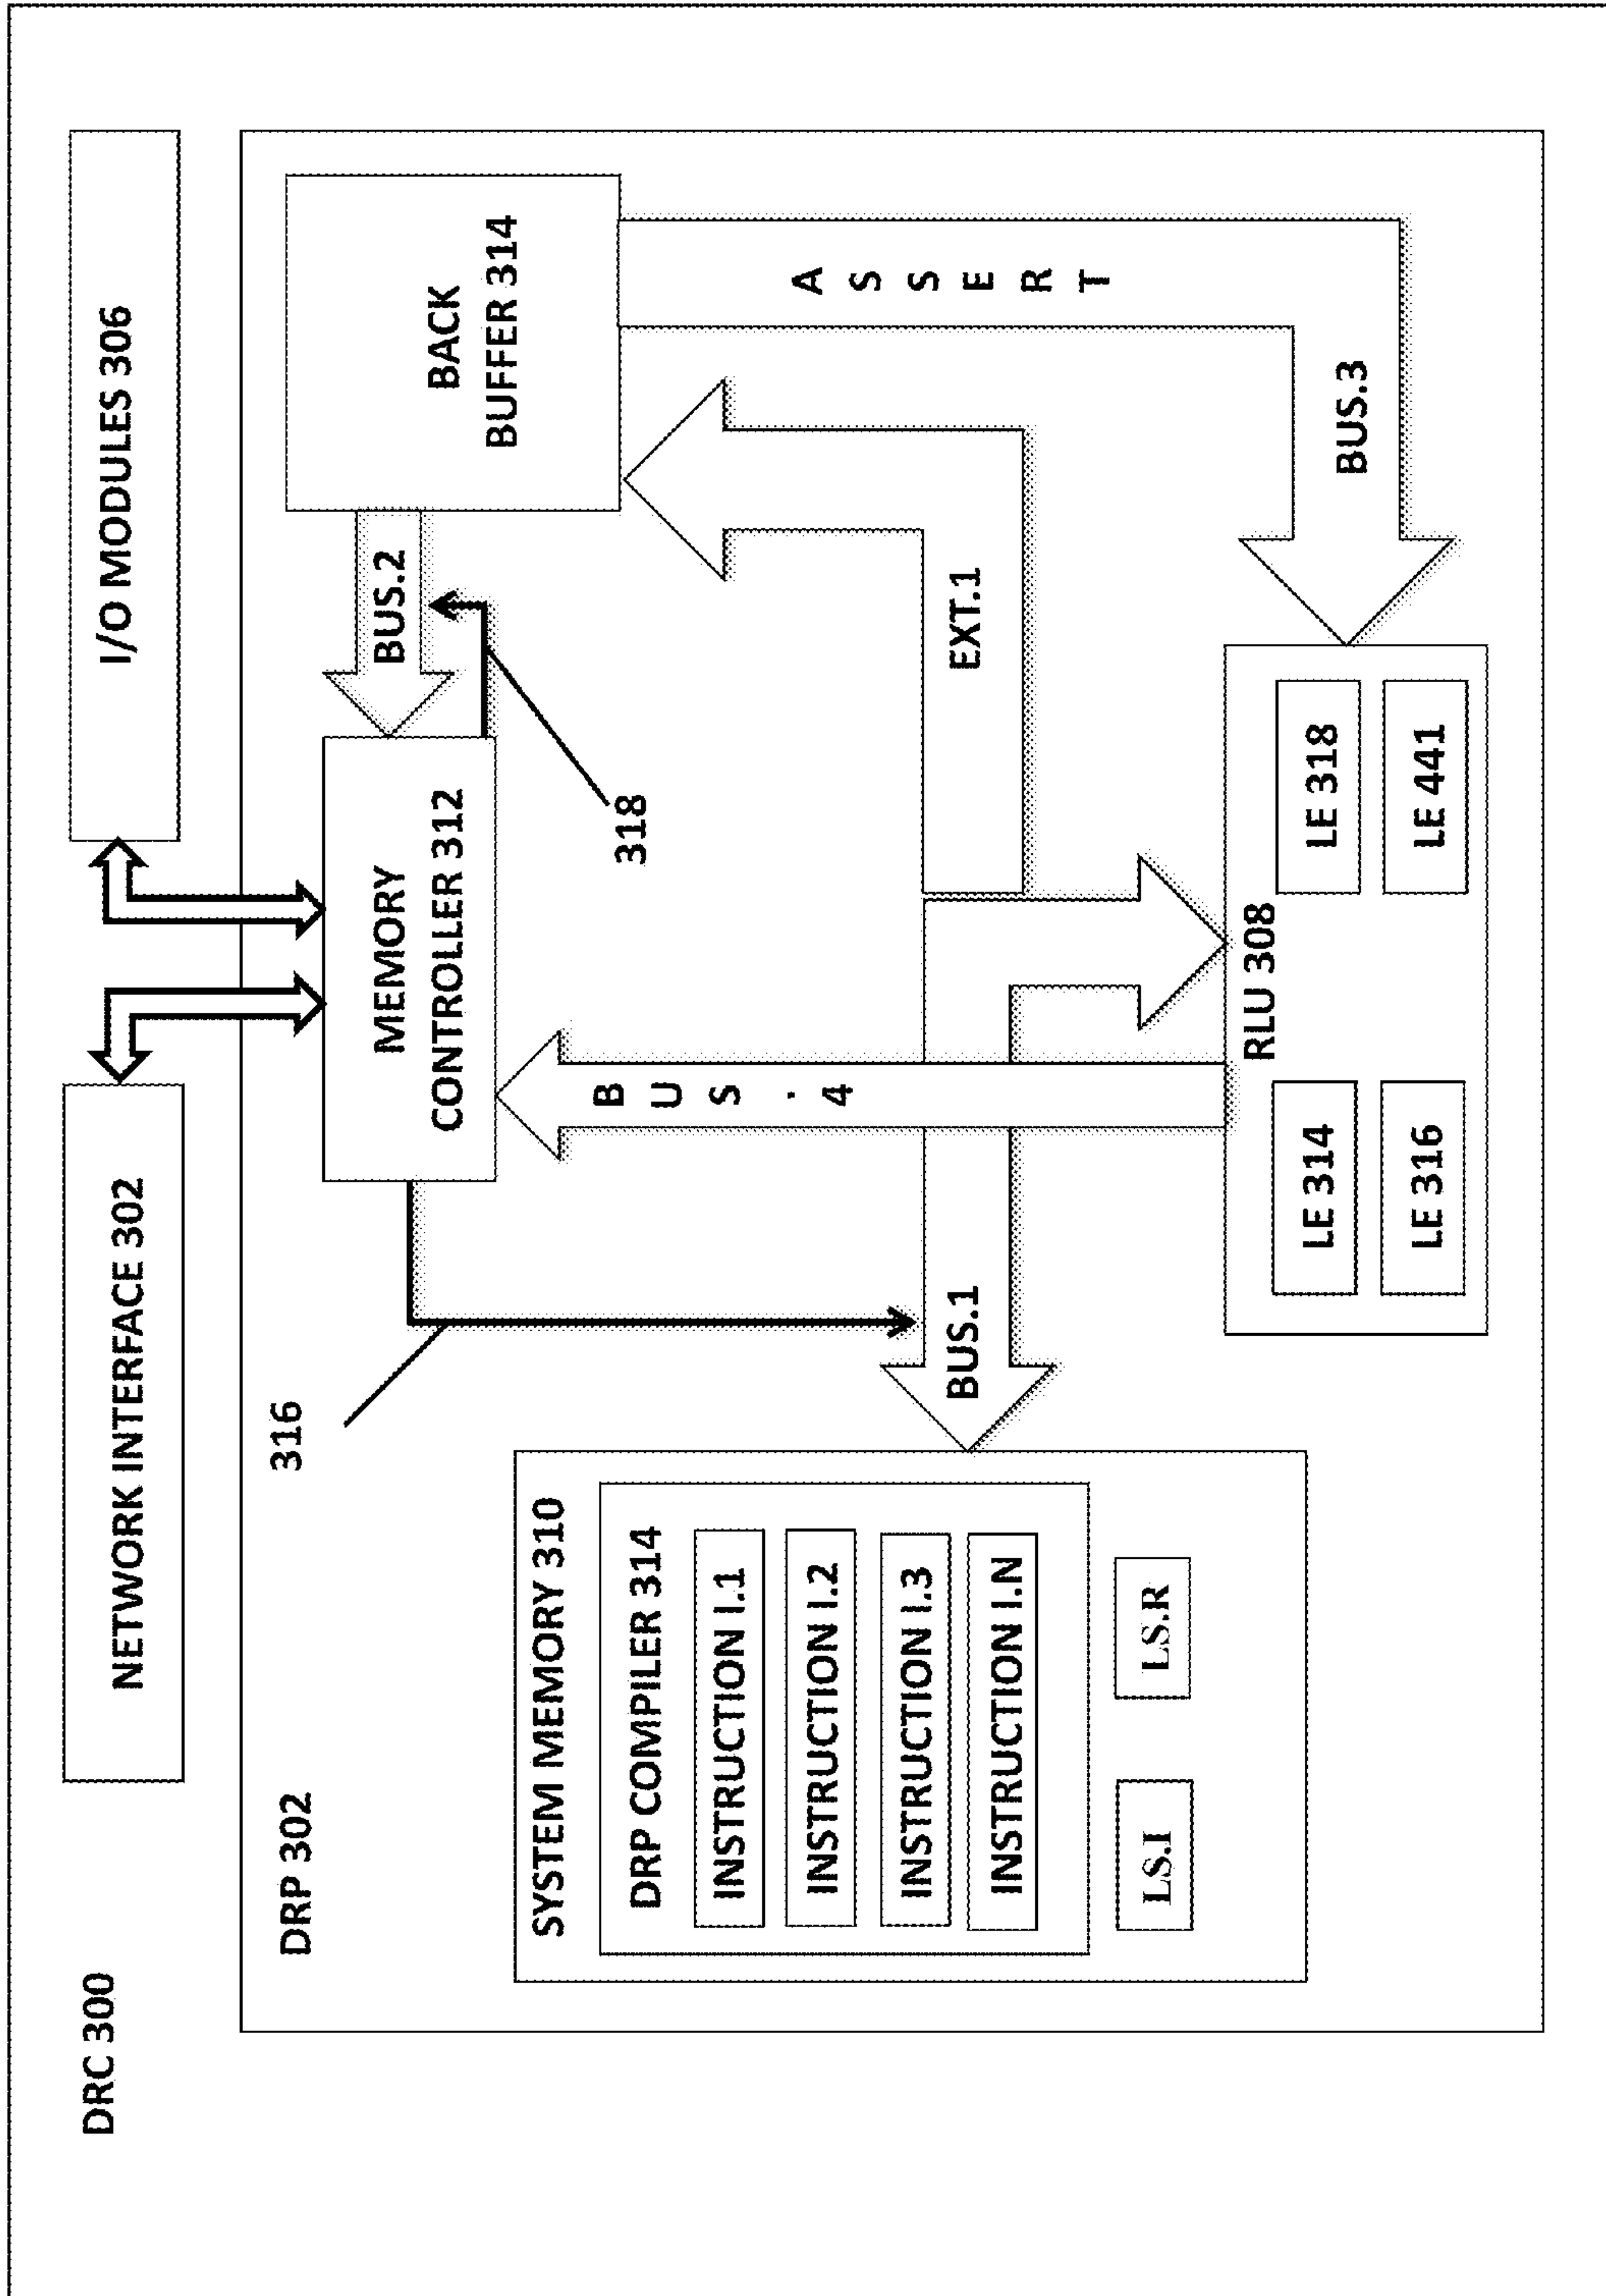 DRC 300
NETWORK INTERFACE 302
I/O MODULES 306
DRP 302
316
MEMORY
CONTROLLER 312
BUS.2
BACK
BUFFER 314
318
SYSTEM MEMORY 310
DRP COMPILER 314
INSTRUCTION I.1
INSTRUCTION I.2
INSTRUCTION I.3
INSTRUCTION I.N
LS.I
LS.R
BUS.1
BUS.4
EXT.1
ASSERT
BUS.3
RLU 308
LE 314
LE 318
LE 316
LE 441